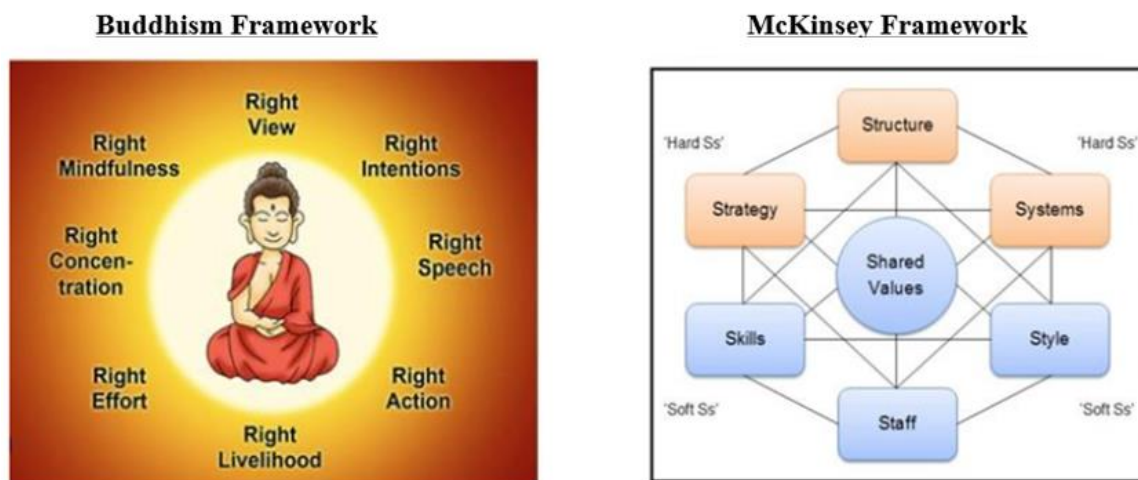 Buddhism Framework
Right
View
Right
Intentions
Right
Speech
Right
Action
Right
Livelihood
Right
Effort
Right
Concen-
tration
Right
Mindfulness
McKinsey Framework
Structure
'Hard Ss'
'Hard Ss'
Strategy
Systems
Shared
Values
Skills
Style
'Soft Ss'
'Soft Ss'
Staff